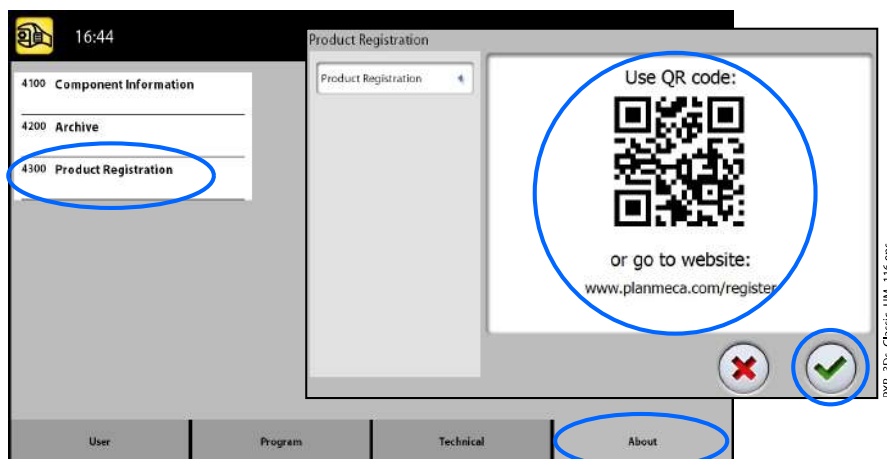 16:44
4100 Component Information
4200 Archive
4300 Product Registration
Product Registration
Product Registration
Use QR code:
or go to website:
www.planmeca.com/register
User
Program
Technical
About